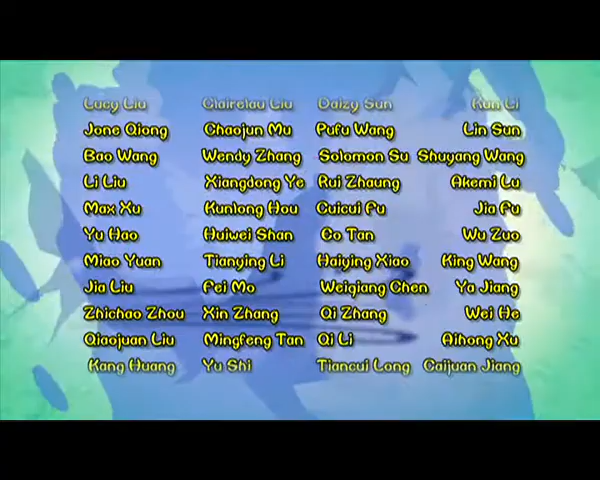 Lucy Liu Clairelau Liu Daizy Sun Kun Li
Jone Qiong Chaojun Mu Pufu Wang Lin Sun
Bao Wang Wendy Zhang Solomon Su Shuyang Wang
Li Liu Xiangdong Ye Rui Zhaung Akemi Lu
Max Xu Kunlong Hou Cuicui Fu Jia Fu
Yu Hao Huiwei Shan Bo Tan Wu Zuo
Miao Yuan Tianying Li Haiying Xiao King Wang
Jia Liu Fei Mo Weiqiang Chen Ya Jiang
Zhichao Zhou Xin Zhang Qi Zhang Wei He
Qiaojuan Liu Mingfeng Tan Qi Li Aihong Xu
Kang Huang Yu Shi Tiancui Long Caijuan Jiang